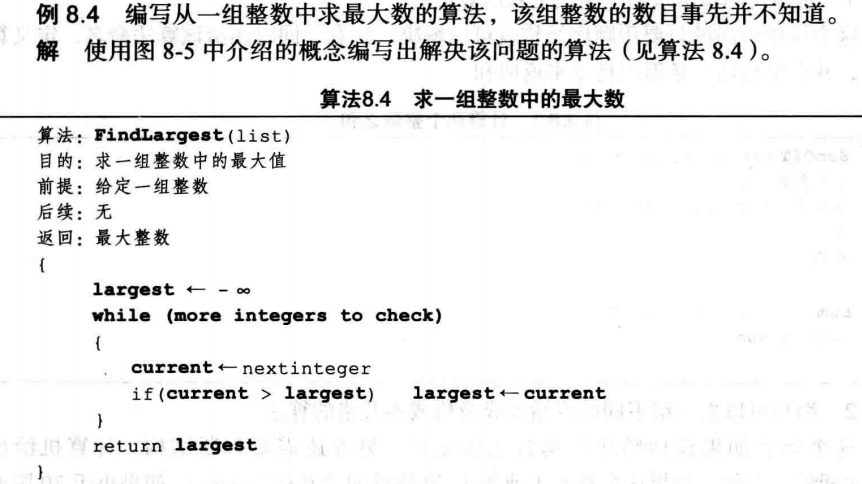 例 8.4 编写从一组整数中求最大数的算法，该组整数的数目事先并不知道。
解 使用图 8-5 中介绍的概念编写出解决该问题的算法（见算法 8.4）。
算法8.4 求一组整数中的最大数
算法：FindLargest(list)
目的：求一组整数中的最大值
前提：给定一组整数
后续：无
返回：最大整数
{
largest ← - ∞
while (more integers to check)
{
current ← nextinteger
if(current > largest) largest ← current
}
return largest
}